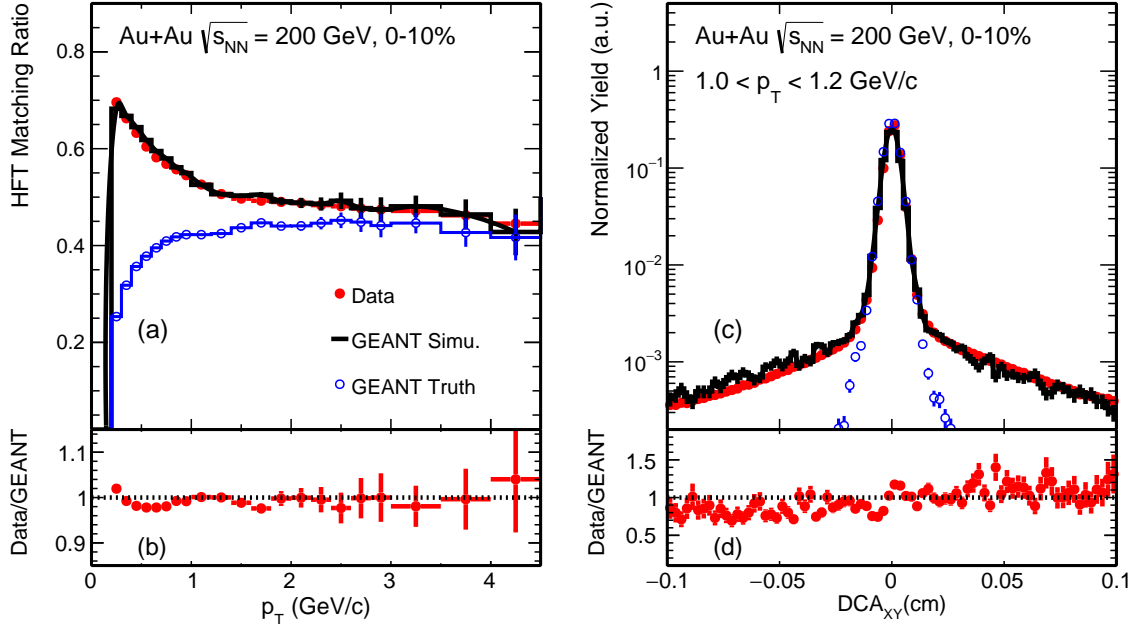 HFT Matching Ratio
0.8
0.6
0.4
0.2
Au+Au √s_NN = 200 GeV, 0-10%
Data
GEANT Simu.
GEANT Truth
(a)
Data/GEANT
1.1
1
0.9
(b)
0 1 2 3 4
p_T (GeV/c)
Normalized Yield (a.u.)
1
10⁻¹
10⁻²
10⁻³
Au+Au √s_NN = 200 GeV, 0-10%
1.0 < p_T < 1.2 GeV/c
(c)
Data/GEANT
1.5
1
0.5
(d)
−0.1 −0.05 0 0.05 0.1
DCA_XY(cm)